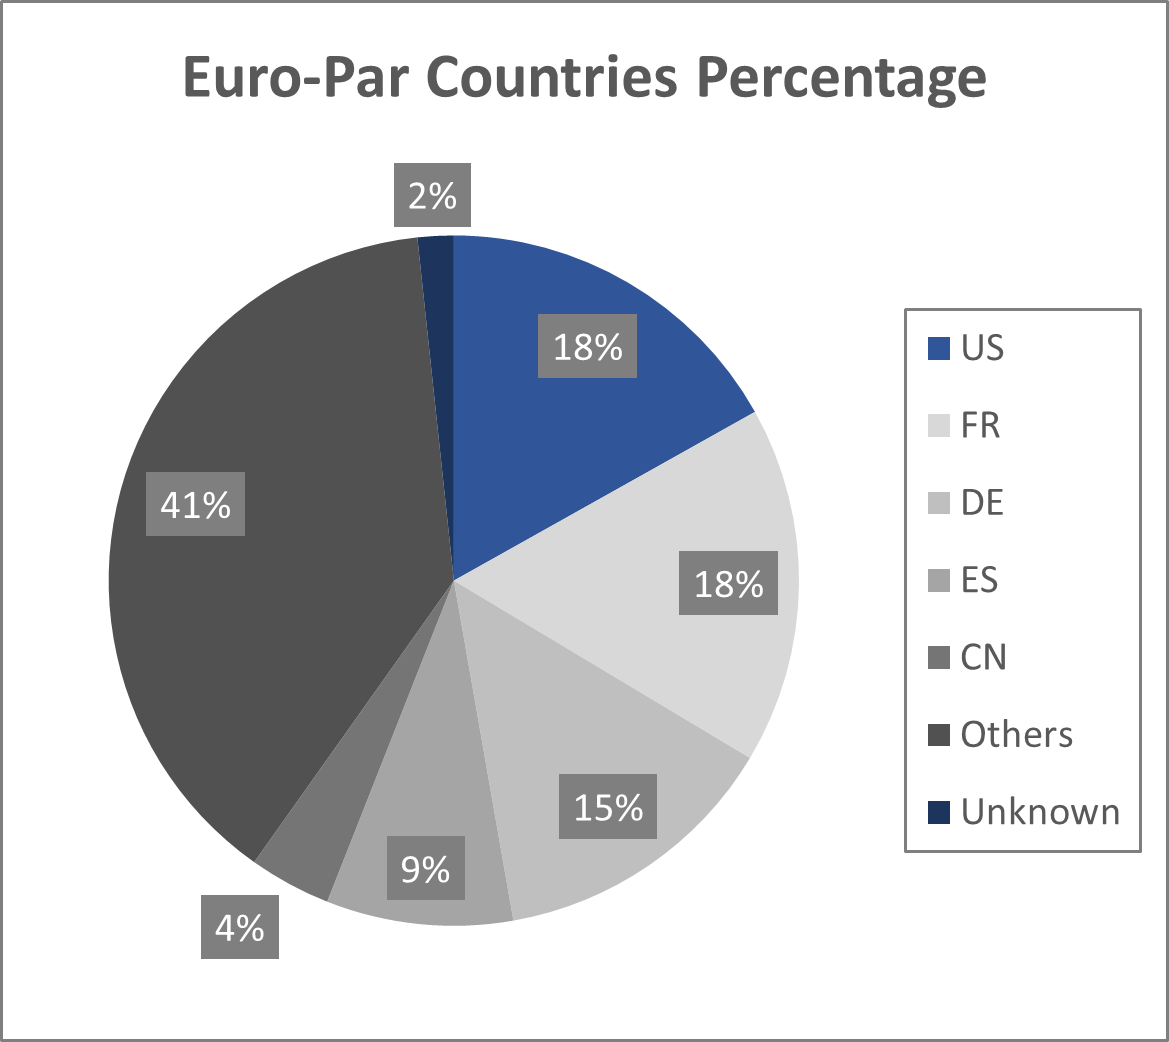 Euro-Par Countries Percentage
2%
18%
18%
15%
9%
4%
41%
US
FR
DE
ES
CN
Others
Unknown